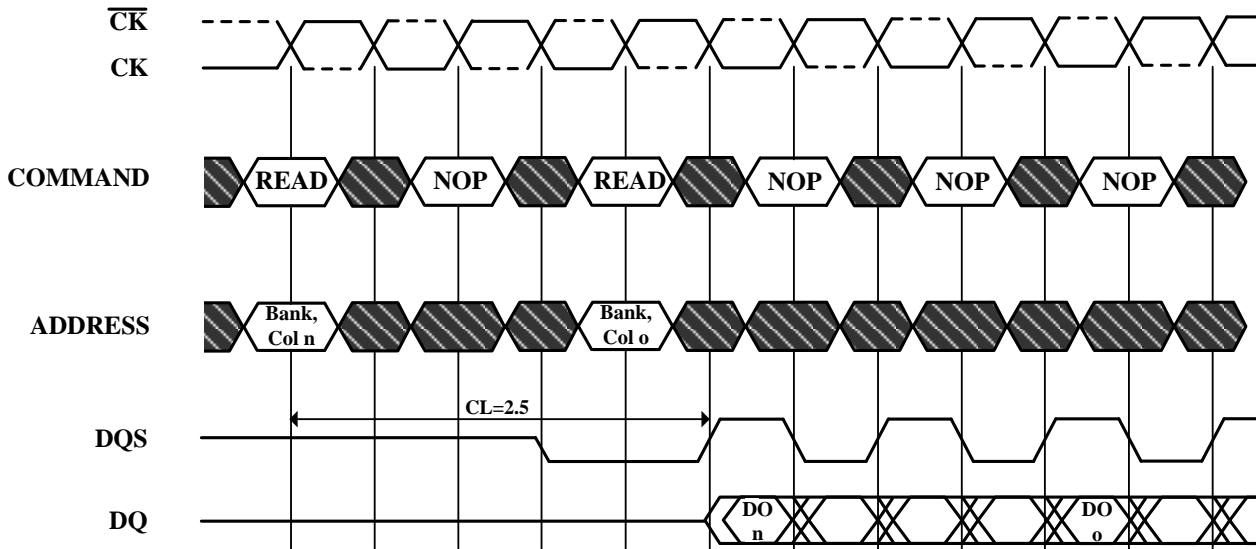 CK
CK
COMMAND
READ
NOP
READ
NOP
NOP
NOP
ADDRESS
Bank,
Col n
Bank,
Col o
CL=2.5
DQS
DQ
DO
n
DO
o